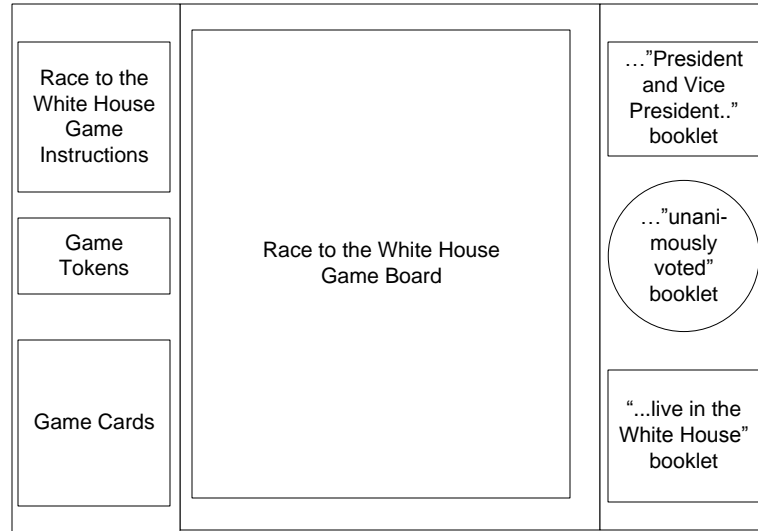 Race to the
White House
Game
Instructions
Game
Tokens
Game Cards
Race to the White House
Game Board
…”President
and Vice
President..”
booklet
…”unani-
mously
voted”
booklet
“...live in the
White House”
booklet